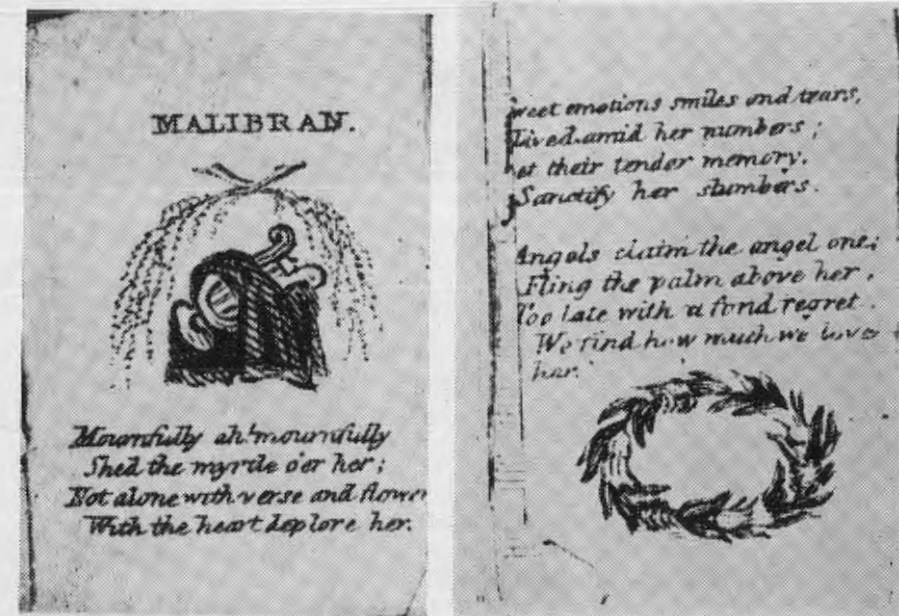 MALIBRAN.
Mournfully ah! mournfully
Shed the myrtle o'er her;
Not alone with verse and flower
With the heart deplore her.
weet emotions smiles and tears,
Lived amid her numbers;
et their tender memory.
Sanctify her slumbers.
Angels claim the angel one;
Fling the palm above her,
Too late with a fond regret.
We find how much we love
her.